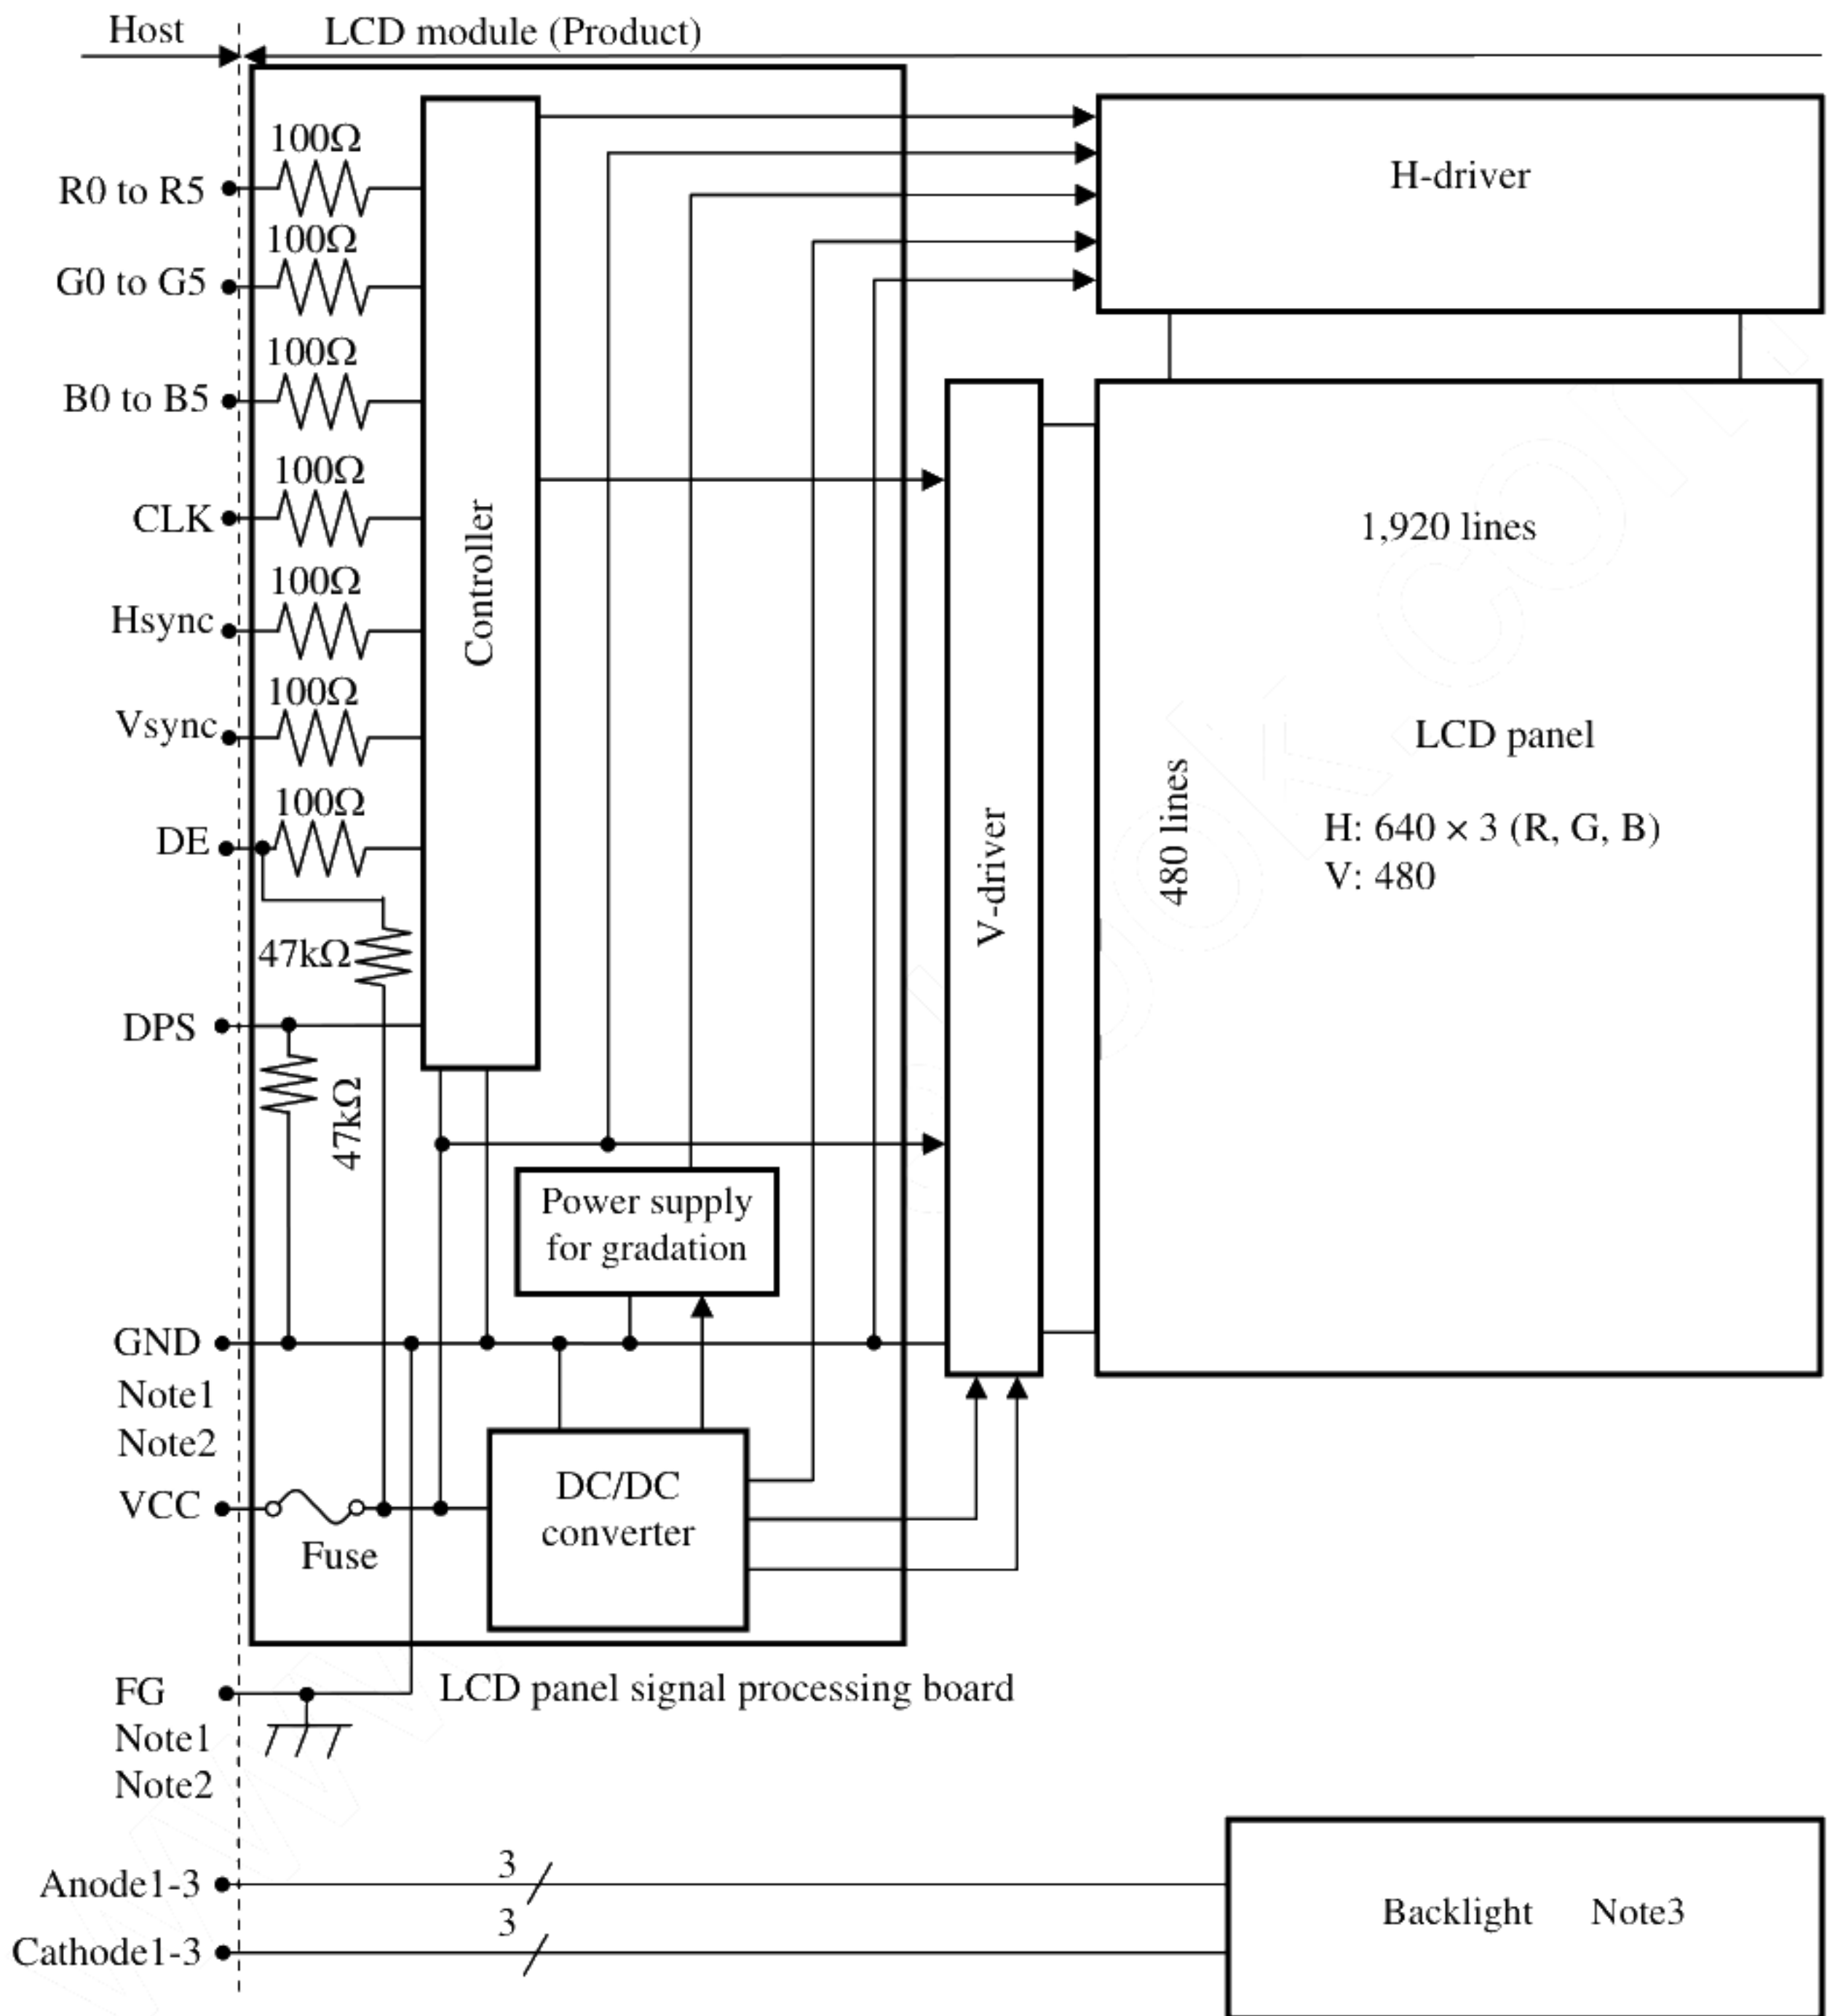 Host
LCD module (Product)
100Ω
R0 to R5
100Ω
G0 to G5
100Ω
B0 to B5
100Ω
CLK
100Ω
Hsync
100Ω
Vsync
100Ω
DE
47kΩ
DPS
47kΩ
Controller
H-driver
V-driver
1,920 lines
480 lines
LCD panel
H: 640 × 3 (R, G, B)
V: 480
Power supply
for gradation
GND
Note1
Note2
VCC
Fuse
DC/DC
converter
FG
Note1
Note2
LCD panel signal processing board
Anode1-3
3
Cathode1-3
3
Backlight Note3